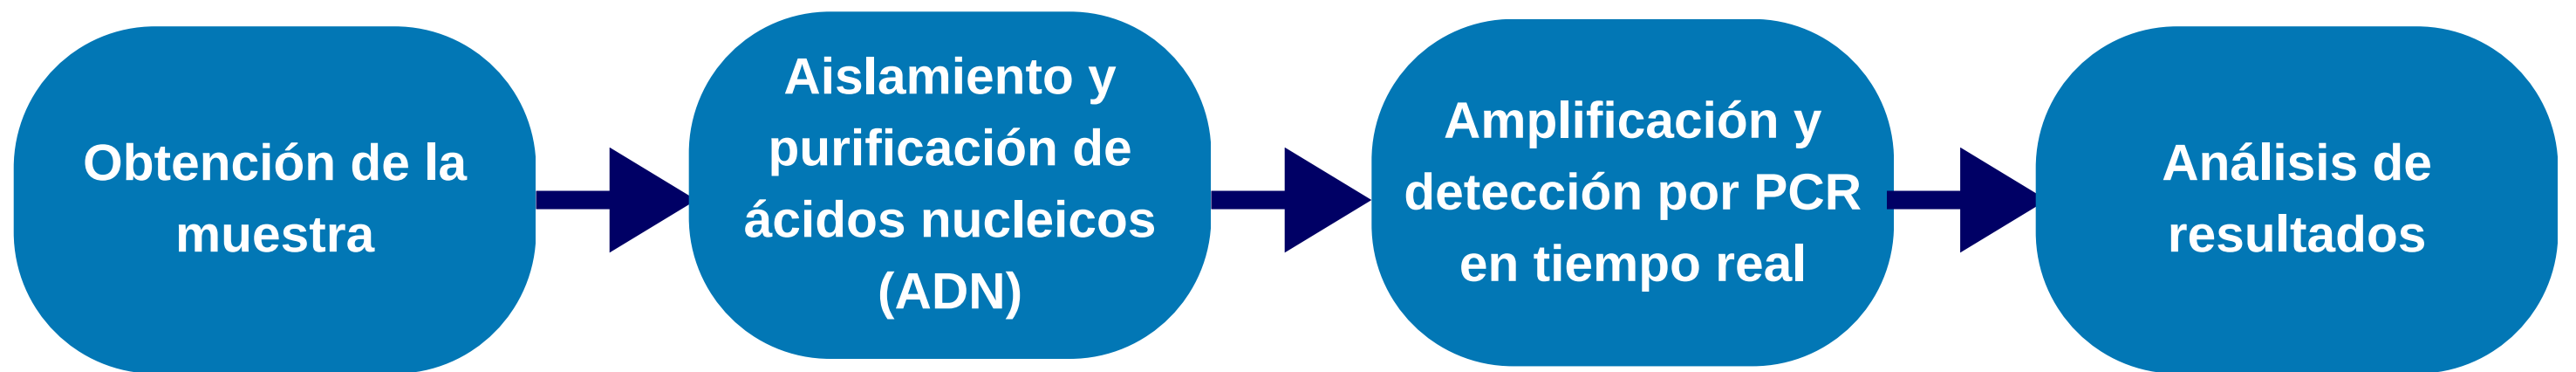 Obtención de la
muestra
Aislamiento y
purificación de
ácidos nucleicos
(ADN)
Amplificación y
detección por PCR
en tiempo real
Análisis de
resultados